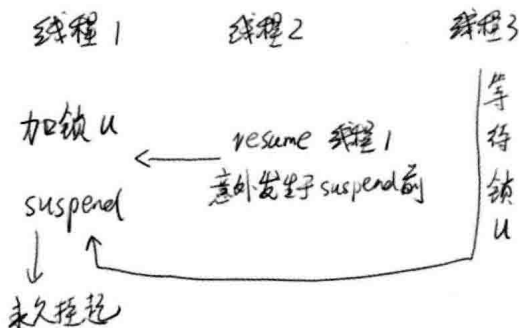 线程1 线程2 线程3
加锁u
resume 线程1
意外发生于suspend前
suspend
永久挂起
等待锁u